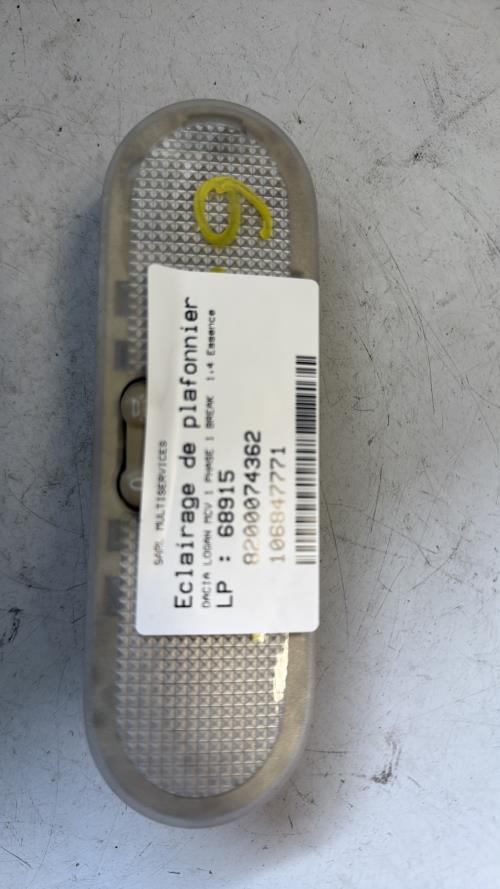 SARL MULTISERVICES
Eclairage de plafonnier
DACIA LOGAN MCV 1 PHASE 1 BREAK 1.4 Essence
LP : 68915
8200074362
106847771